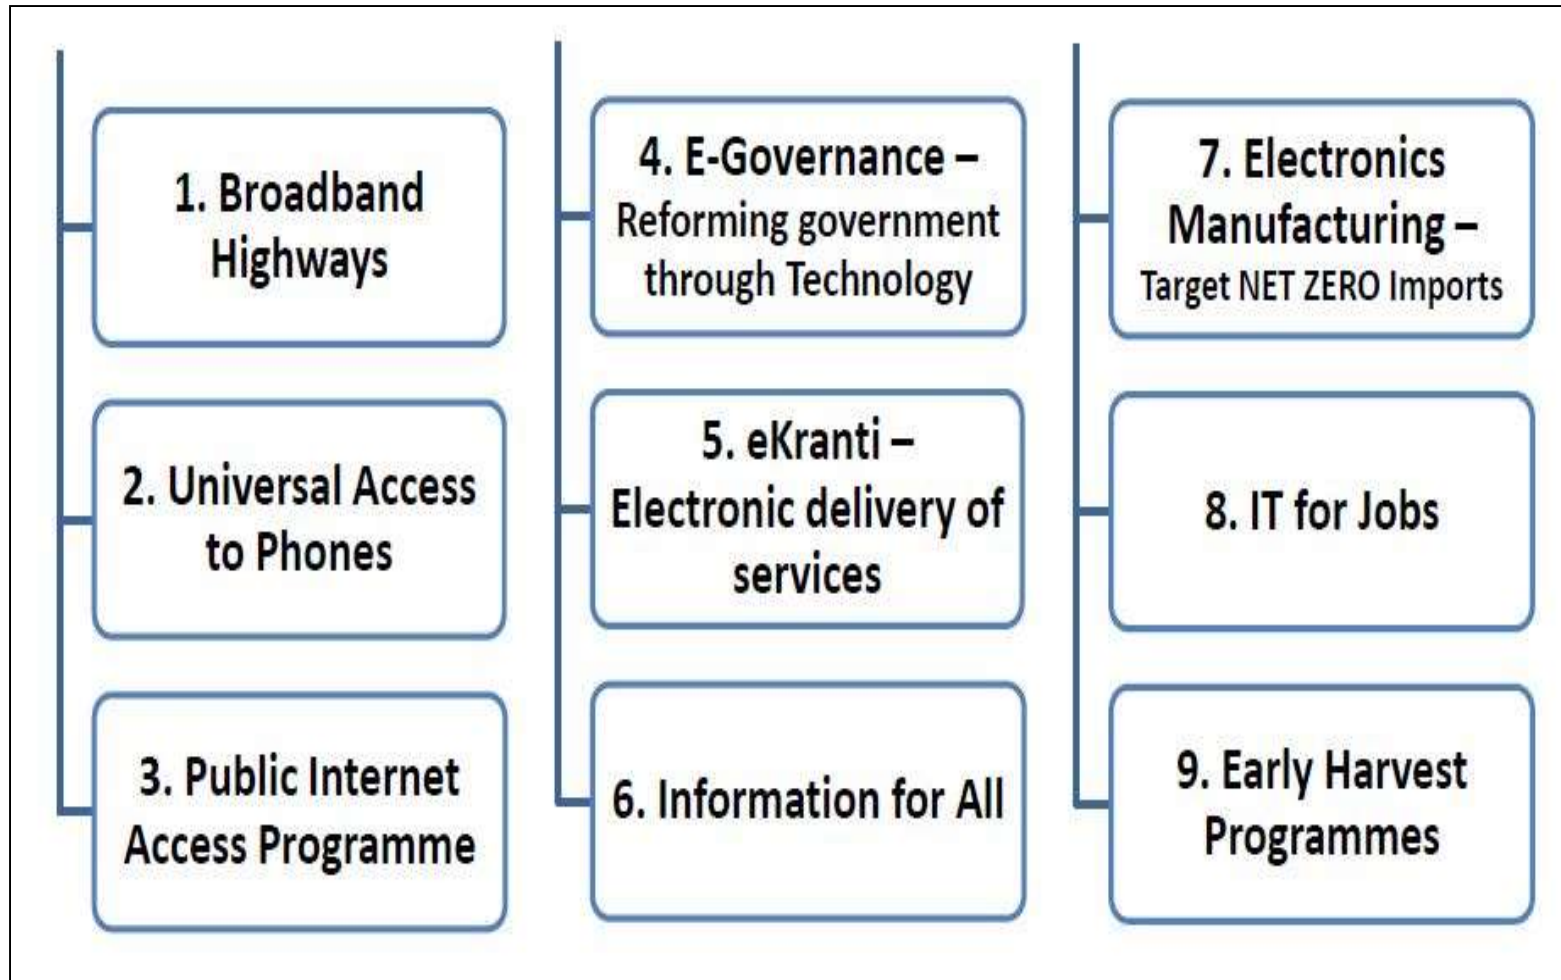 1. Broadband
Highways
2. Universal Access
to Phones
3. Public Internet
Access Programme
4. E-Governance –
Reforming government
through Technology
5. eKranti –
Electronic delivery of
services
6. Information for All
7. Electronics
Manufacturing –
Target NET ZERO Imports
8. IT for Jobs
9. Early Harvest
Programmes